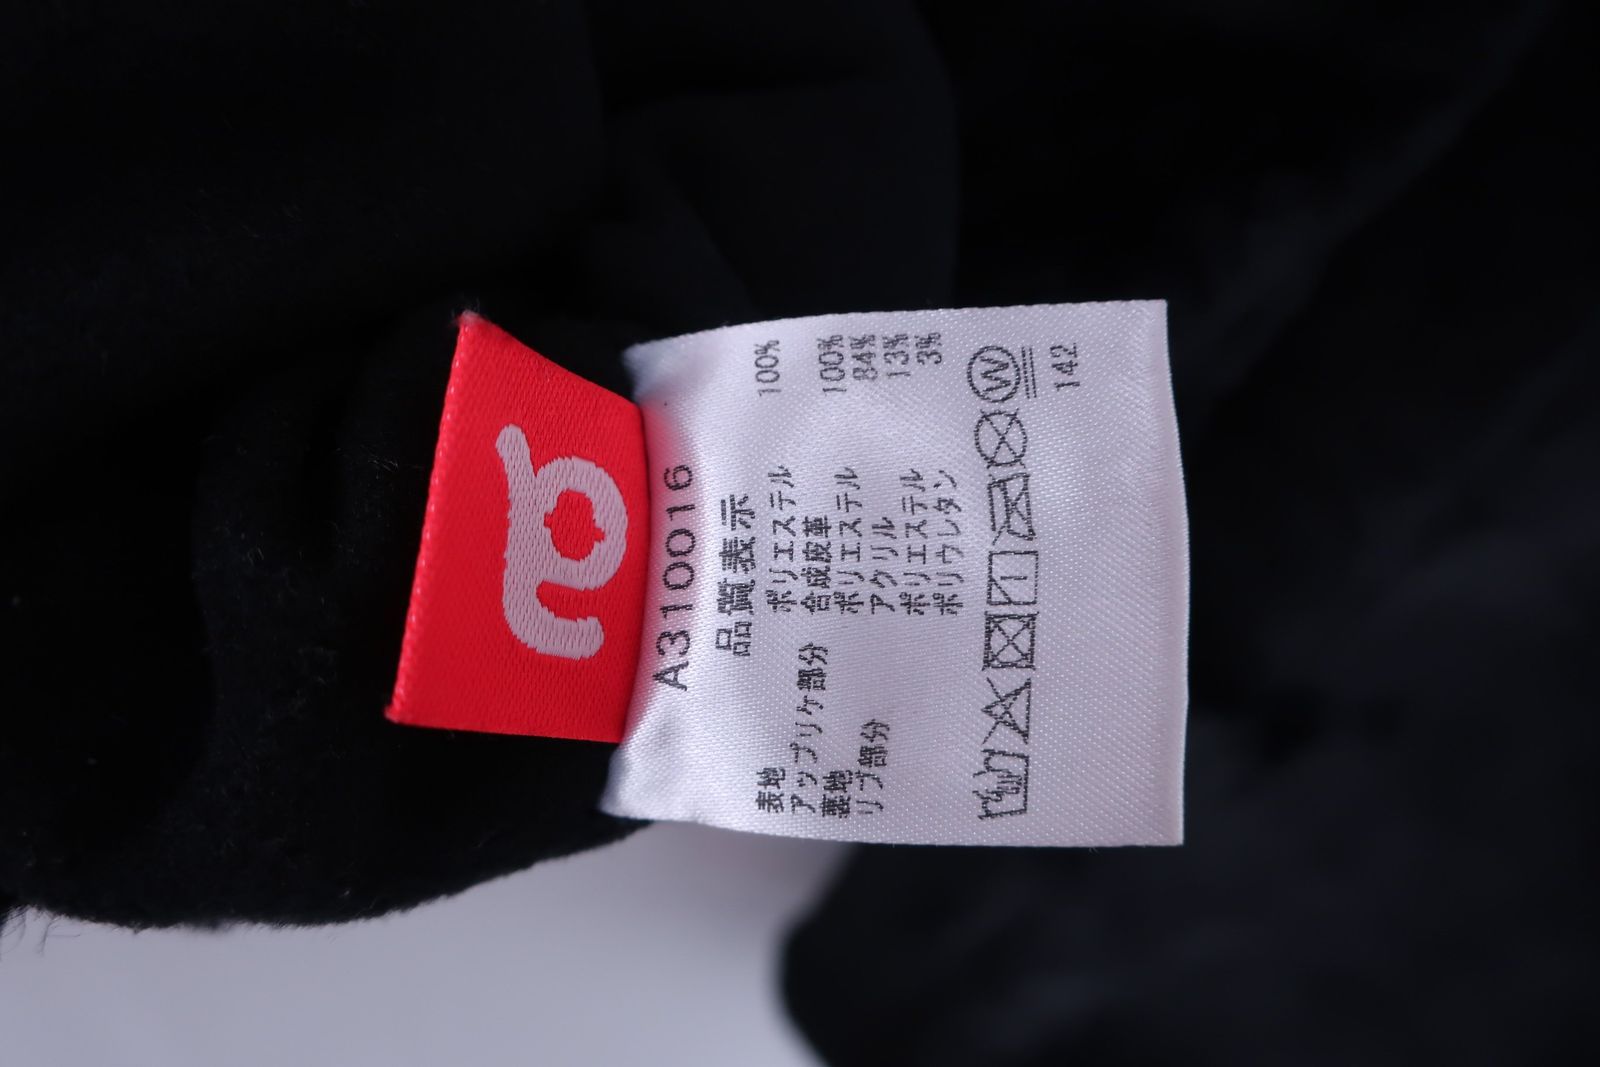 A310016
品質表示
表地 ポリエステル 100%
アップリケ部分 合成皮革
裏地 ポリエステル 100%
リブ部分 アクリル 84%
ポリエステル 13%
ポリウレタン 3%
1 W
142